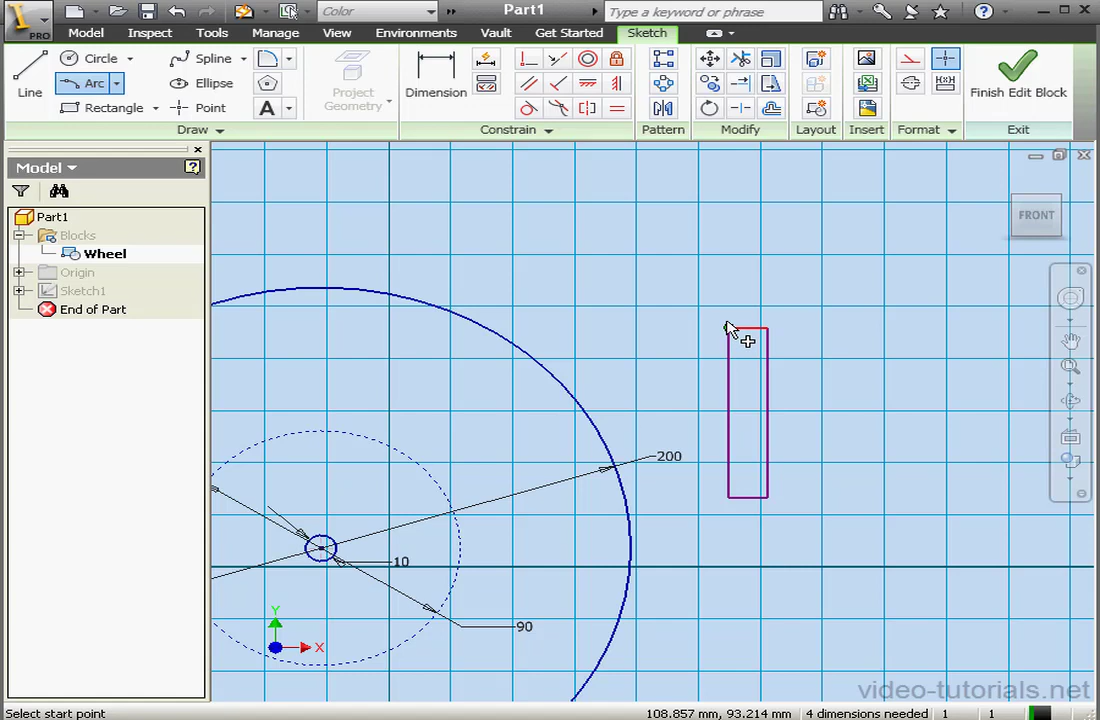 Color
Part1
Type a keyword or phrase
PRO
Model
Inspect
Tools
Manage
View
Environments
Vault
Get Started
Sketch
Line
Circle
Arc
Rectangle
Spline
Ellipse
Point
A
Project
Geometry
Dimension
Finish Edit Block
Draw
Constrain
Pattern
Modify
Layout
Insert
Format
Exit
Model
Part1
Blocks
Wheel
Origin
Sketch1
End of Part
FRONT
200
10
90
Y
X
video-tutorials.net
Select start point
108.857 mm, 93.214 mm
4 dimensions needed
1
1